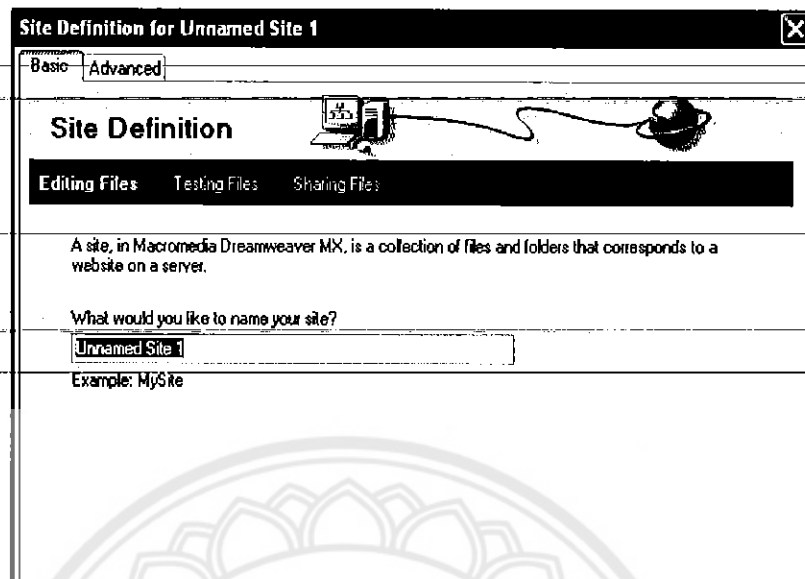 Site Definition for Unnamed Site 1
Basic Advanced
Site Definition
Editing Files Testing Files Sharing Files
A site, in Macromedia Dreamweaver MX, is a collection of files and folders that corresponds to a
website on a server.
What would you like to name your site?
Unnamed Site 1
Example: MySite